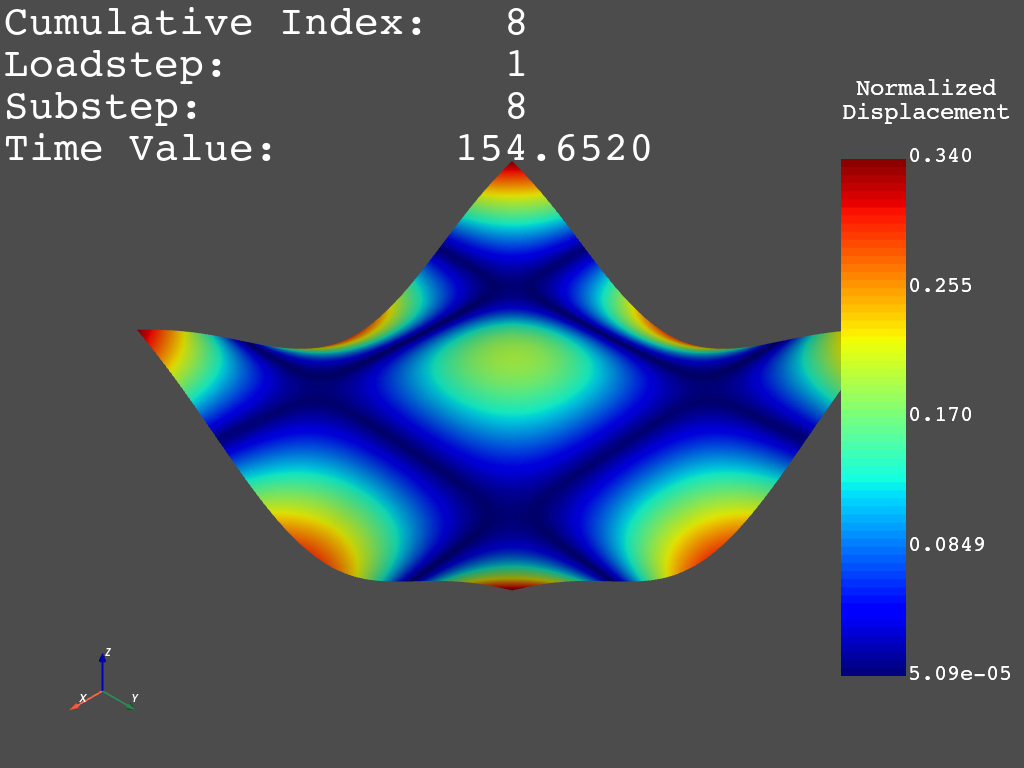 Cumulative Index: 8
Loadstep: 1
Substep: 8
Time Value: 154.6520
Normalized
Displacement
0.340
0.255
0.170
0.0849
5.09e-05
Z
X Y